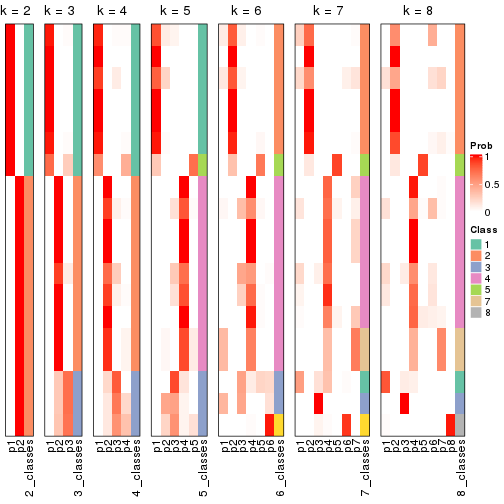 k = 2
k = 3
k = 4
k = 5
k = 6
k = 7
k = 8
Prob
1
0.5
0
Class
1
2
3
4
5
7
8
p1
p2
2_classes
p1
p2
p3
3_classes
p1
p2
p3
p4
4_classes
p1
p2
p3
p4
p5
5_classes
p1
p2
p3
p4
p5
p6
6_classes
p1
p2
p3
p4
p5
p6
p7
7_classes
p1
p2
p3
p4
p5
p6
p7
p8
8_classes